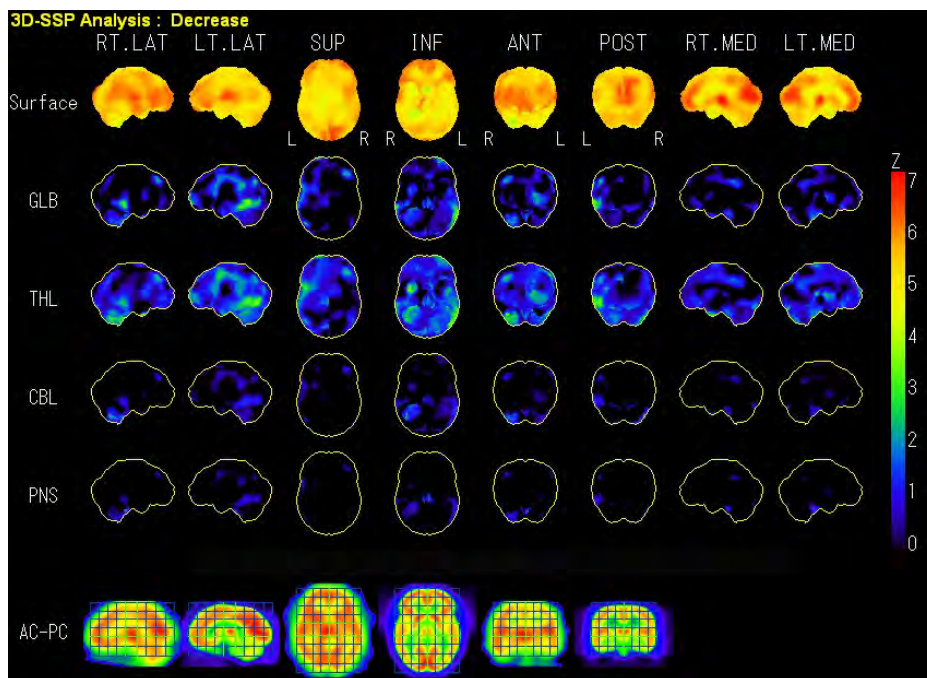 3D-SSP Analysis : Decrease
RT.LAT LT.LAT SUP INF ANT POST RT.MED LT.MED
Surface
L R R L R L L R
Z
GLB
7
6
THL
5
4
CBL
3
2
PNS
1
0
AC-PC